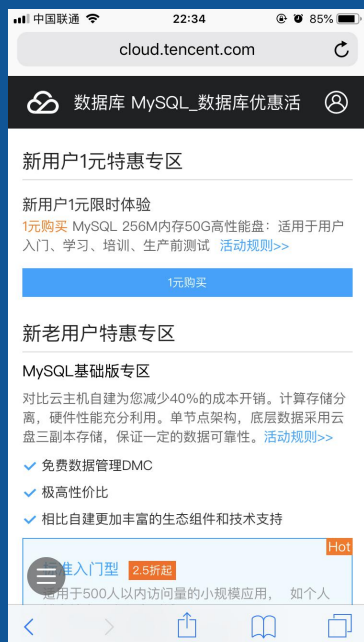 中国联通 22:34 85%
cloud.tencent.com
数据库 MySQL_数据库优惠活
新用户1元特惠专区
新用户1元限时体验
1元购买 MySQL 256M内存50G高性能盘：适用于用户
入门、学习、培训、生产前测试 活动规则>>
1元购买
新老用户特惠专区
MySQL基础版专区
对比云主机自建为您减少40%的成本开销。计算存储分
离，硬件性能充分利用。单节点架构，底层数据采用云
盘三副本存储，保证一定的数据可靠性。活动规则>>
免费数据管理DMC
极高性价比
相比自建更加丰富的生态组件和技术支持
Hot
标准入门型 2.5折起
适用于500人以内访问量的小规模应用， 如个人